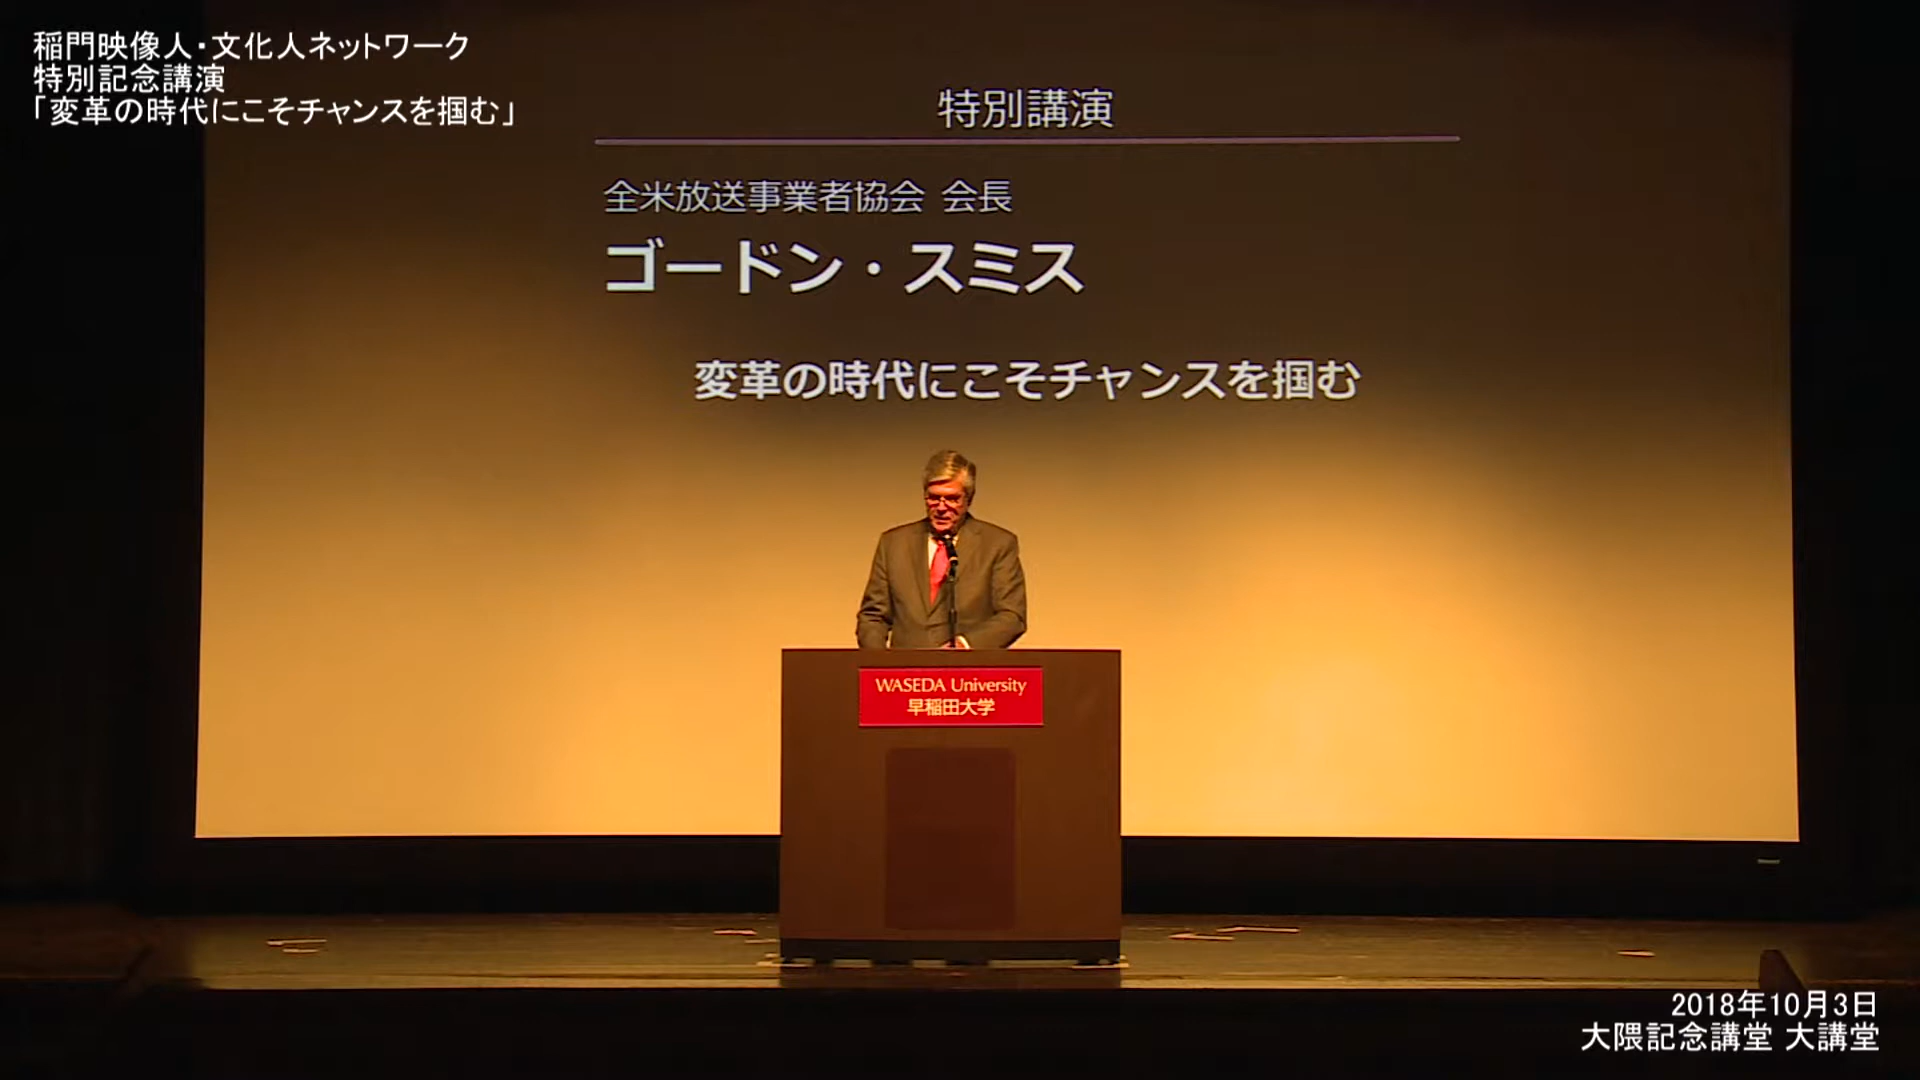 稲門映像人・文化人ネットワーク
特別記念講演
「変革の時代にこそチャンスを掴む」
特別講演
全米放送事業者協会 会長
ゴードン・スミス
変革の時代にこそチャンスを掴む
WASEDA University
早稲田大学
2018年10月3日
大隈記念講堂 大講堂